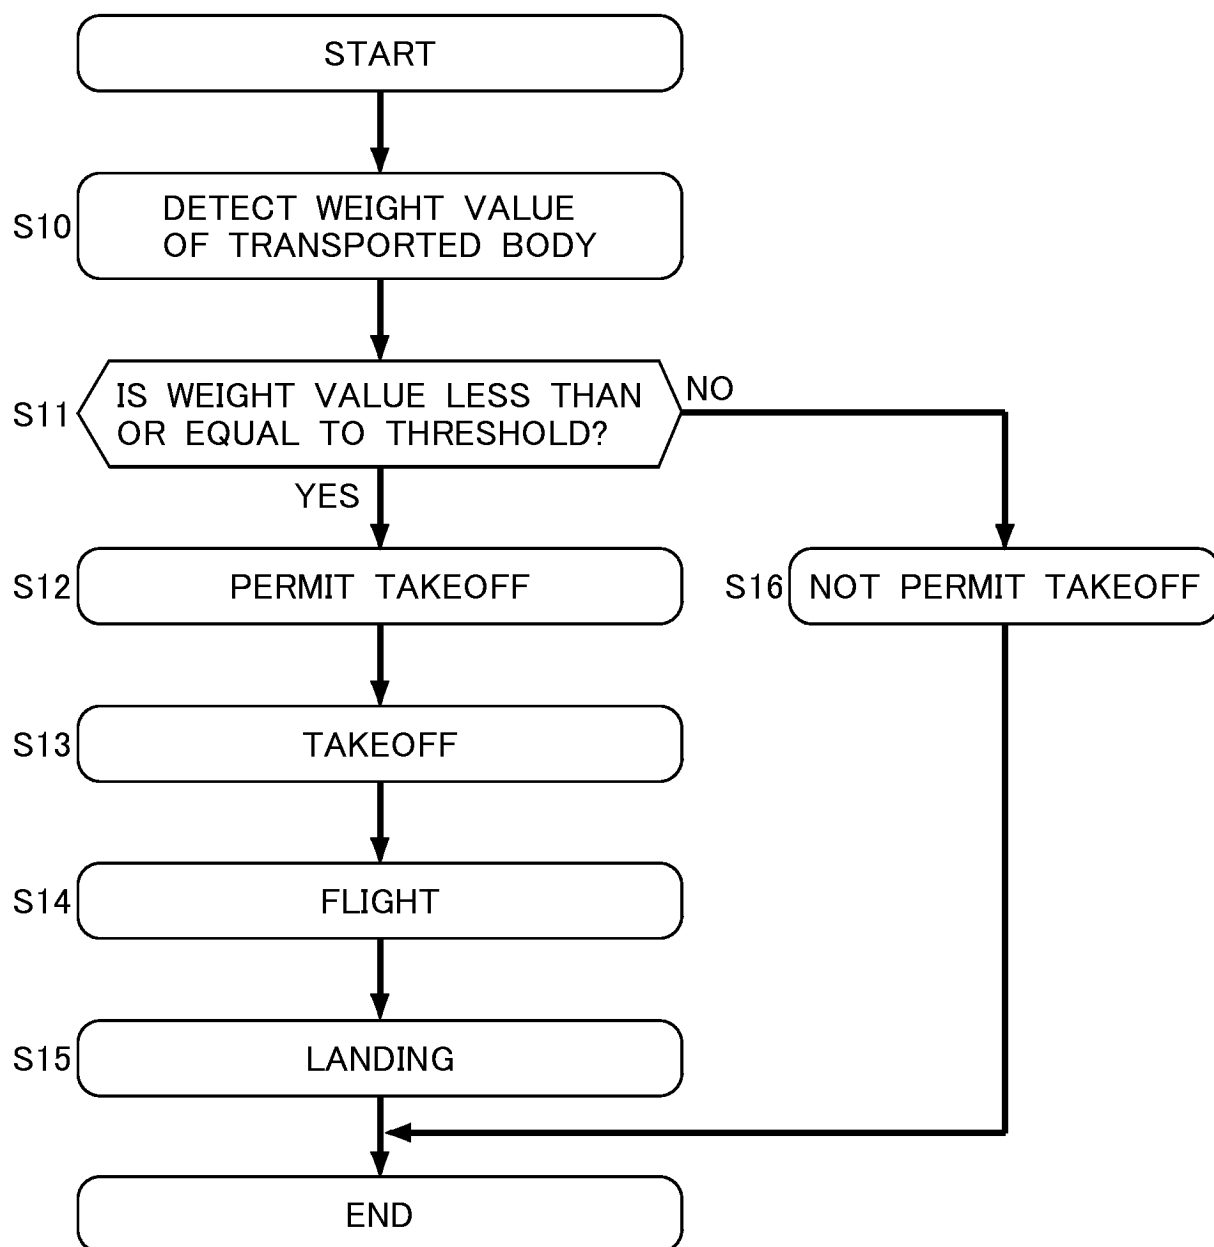 START
S10
DETECT WEIGHT VALUE
OF TRANSPORTED BODY
S11
IS WEIGHT VALUE LESS THAN
OR EQUAL TO THRESHOLD?
NO
YES
S12
PERMIT TAKEOFF
S16
NOT PERMIT TAKEOFF
S13
TAKEOFF
S14
FLIGHT
S15
LANDING
END